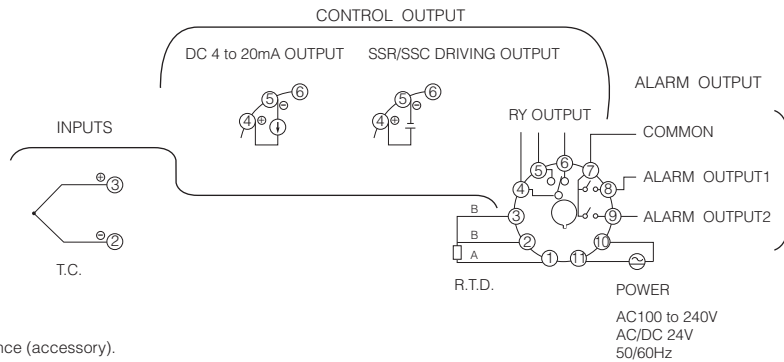 CONTROL OUTPUT
DC 4 to 20mA OUTPUT
SSR/SSC DRIVING OUTPUT
ALARM OUTPUT
INPUTS
RY OUTPUT
COMMON
ALARM OUTPUT1
ALARM OUTPUT2
④ ⑤ ⑥
⊕ ⊖
④ ⑤ ⑥
⊕ ⊖
⊕ ③
⊖ ②
T.C.
① ② ③ ④ ⑤ ⑥ ⑦ ⑧ ⑨ ⑩ ⑪
B
B
A
R.T.D.
POWER
AC100 to 240V
AC/DC 24V
50/60Hz
nce (accessory).